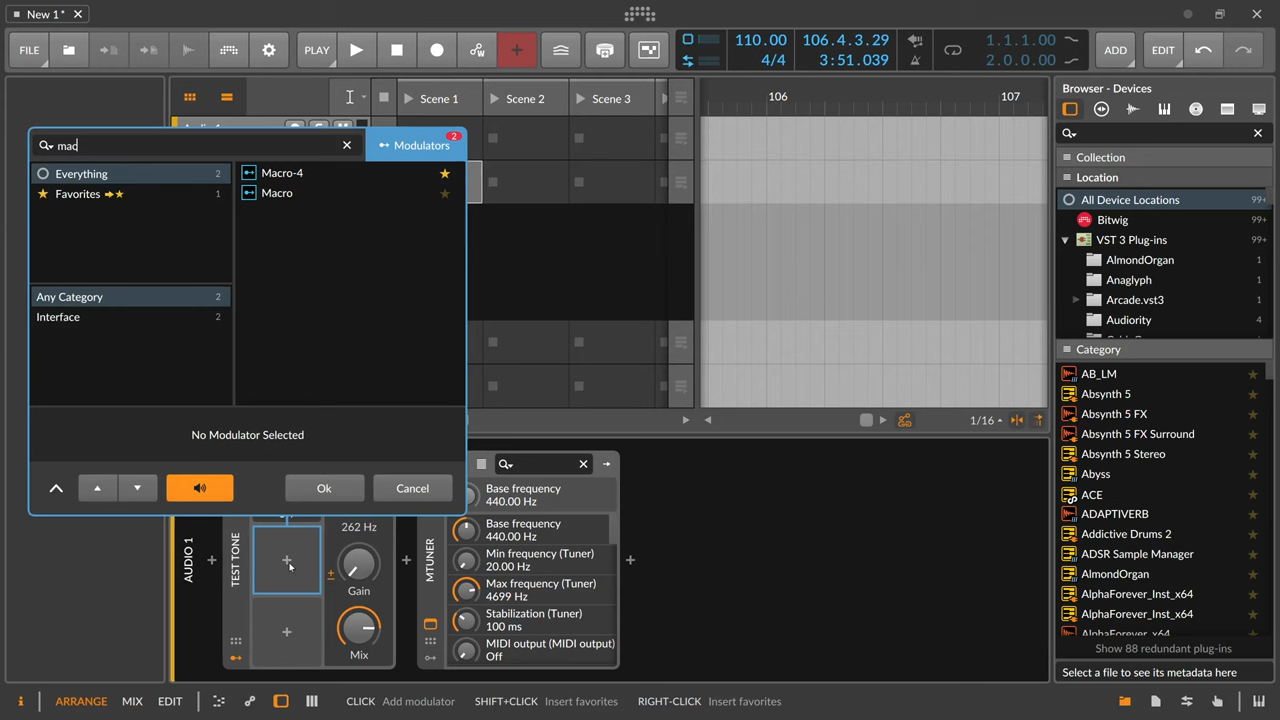 New 1*
FILE
PLAY
110.00
4/4
106.4.3.29
3:51.039
1.1.1.00
2.0.0.00
ADD
EDIT
Scene 1
Scene 2
Scene 3
106
107
mac
Modulators
2
Everything 2
Favorites 1
Any Category 2
Interface 2
Macro-4
Macro
No Modulator Selected
Ok
Cancel
1/16
AUDIO 1
TEST TONE
262 Hz
Gain
Mix
MTUNER
Base frequency
440.00 Hz
Base frequency
440.00 Hz
Min frequency (Tuner)
20.00 Hz
Max frequency (Tuner)
4699 Hz
Stabilization (Tuner)
100 ms
MIDI output (MIDI output)
Off
Browser - Devices
Collection
Location
All Device Locations 99+
Bitwig 99+
VST 3 Plug-ins 99+
AlmondOrgan 1
Anaglyph 1
Arcade.vst3 1
Audiority 4
Category
AB_LM
Absynth 5
Absynth 5 FX
Absynth 5 FX Surround
Absynth 5 Stereo
Abyss
ACE
ADAPTIVERB
Addictive Drums 2
ADSR Sample Manager
AlmondOrgan
AlphaForever_Inst_x64
AlphaForever_Inst_x64
AlphaForever_x64
Show 88 redundant plug-ins
Select a file to see its metadata here
ARRANGE
MIX
EDIT
CLICK Add modulator
SHIFT+CLICK Insert favorites
RIGHT-CLICK Insert favorites